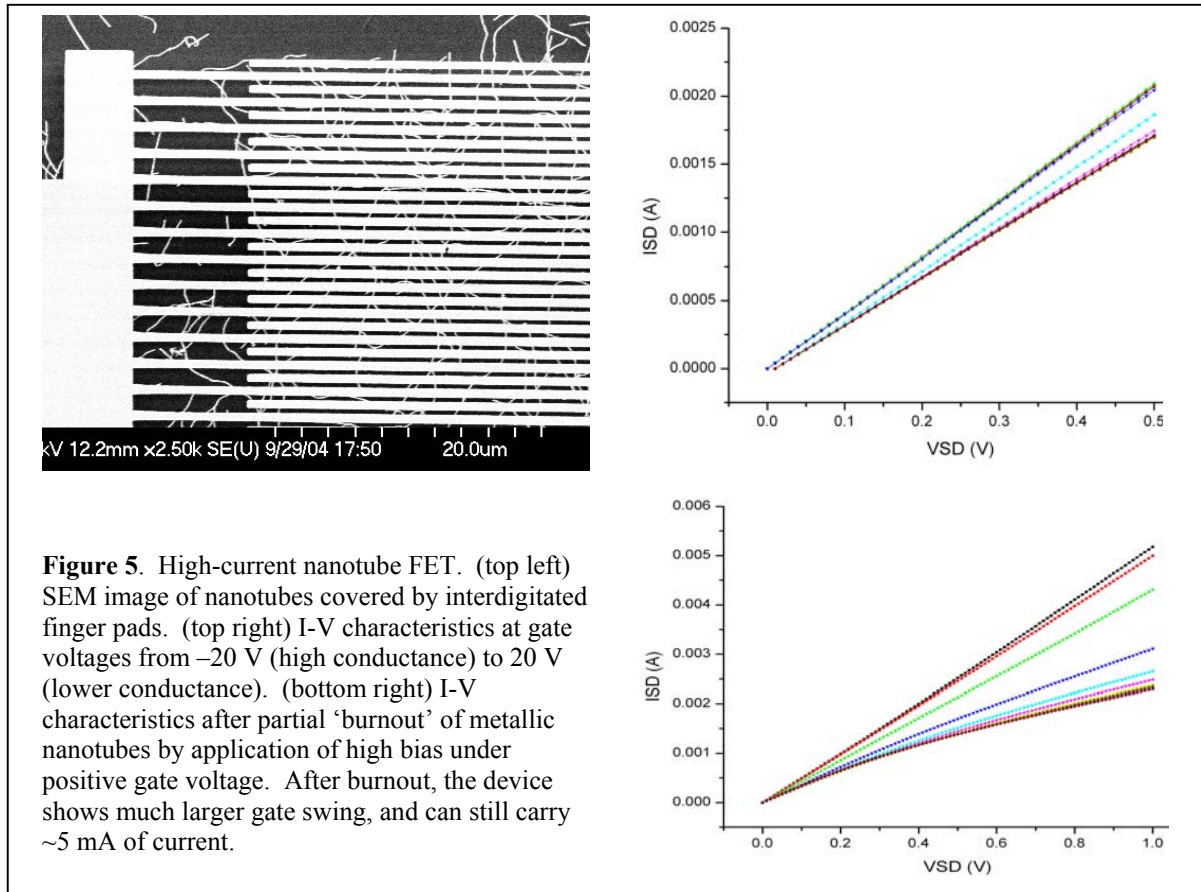 kV 12.2mm x2.50k SE(U) 9/29/04 17:50 20.0um
0.0025
0.0020
0.0015
0.0010
0.0005
0.0000
ISD (A)
0.0 0.1 0.2 0.3 0.4 0.5
VSD (V)
Figure 5. High-current nanotube FET. (top left)
SEM image of nanotubes covered by interdigitated
finger pads. (top right) I-V characteristics at gate
voltages from –20 V (high conductance) to 20 V
(lower conductance). (bottom right) I-V
characteristics after partial ‘burnout’ of metallic
nanotubes by application of high bias under
positive gate voltage. After burnout, the device
shows much larger gate swing, and can still carry
~5 mA of current.
0.006
0.005
0.004
0.003
0.002
0.001
0.000
ISD (A)
0.0 0.2 0.4 0.6 0.8 1.0
VSD (V)